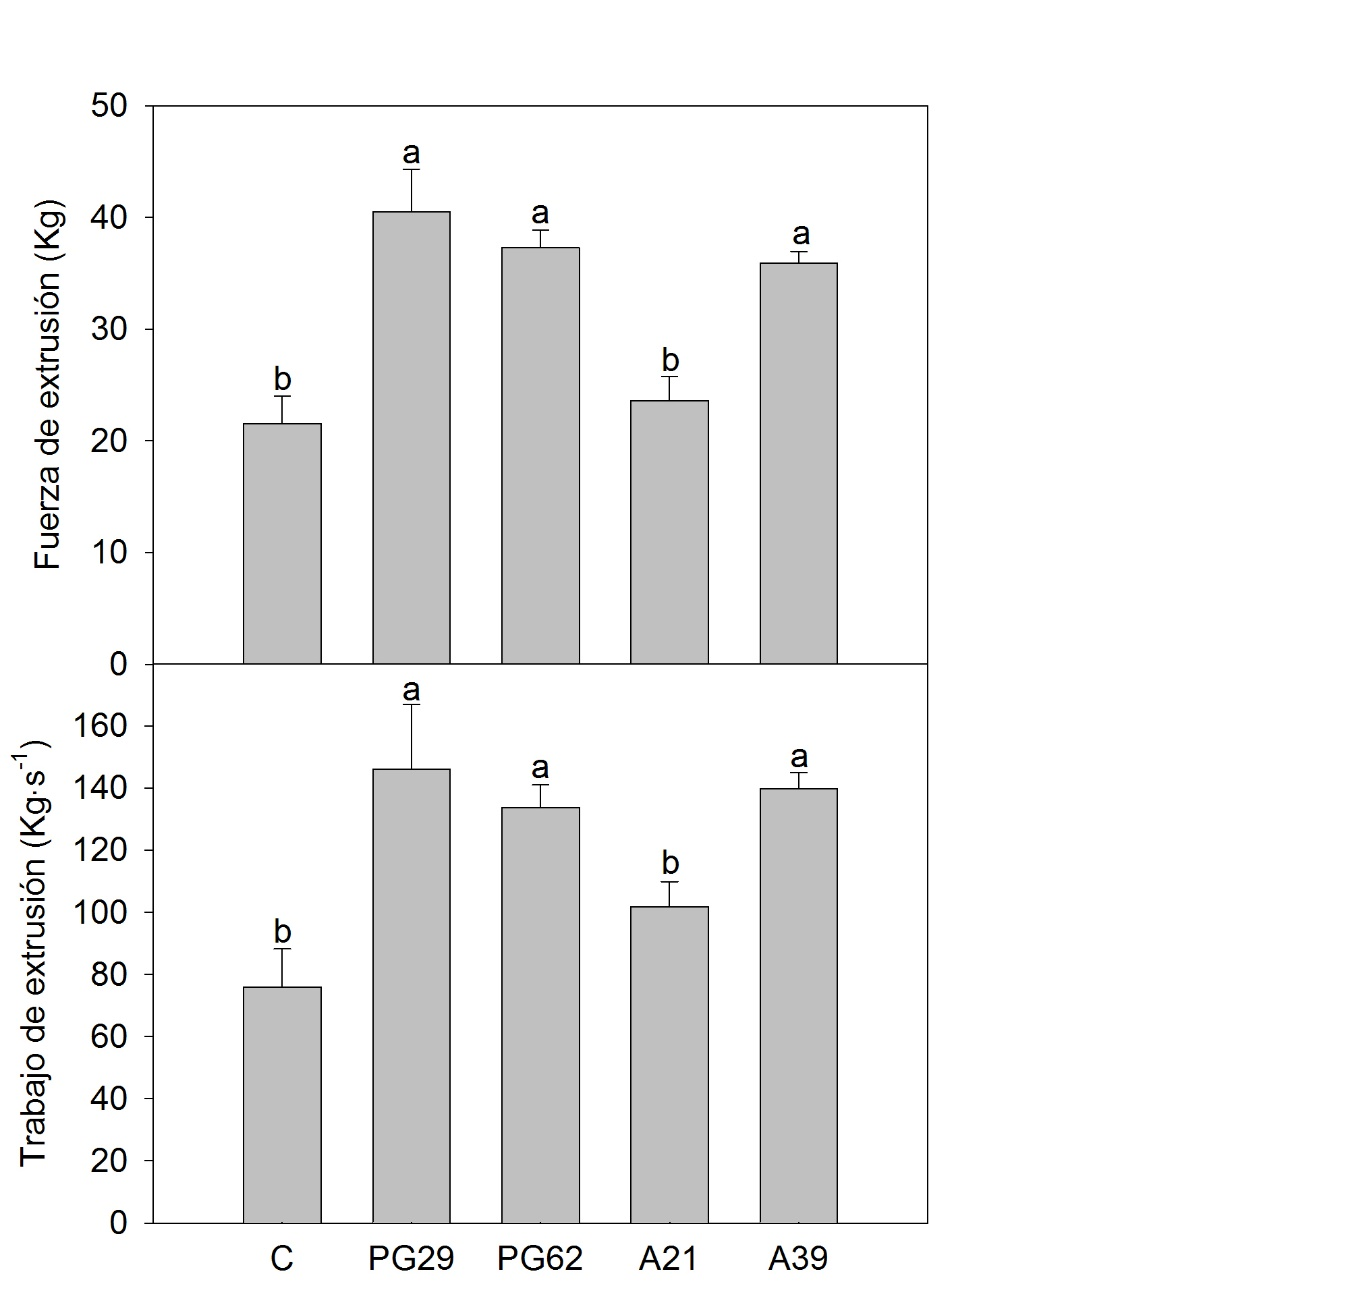 50
40
30
20
10
0
Fuerza de extrusión (Kg)
b
a
a
b
a
160
140
120
100
80
60
40
20
0
Trabajo de extrusión (Kg·s⁻¹)
b
a
a
b
a
C PG29 PG62 A21 A39